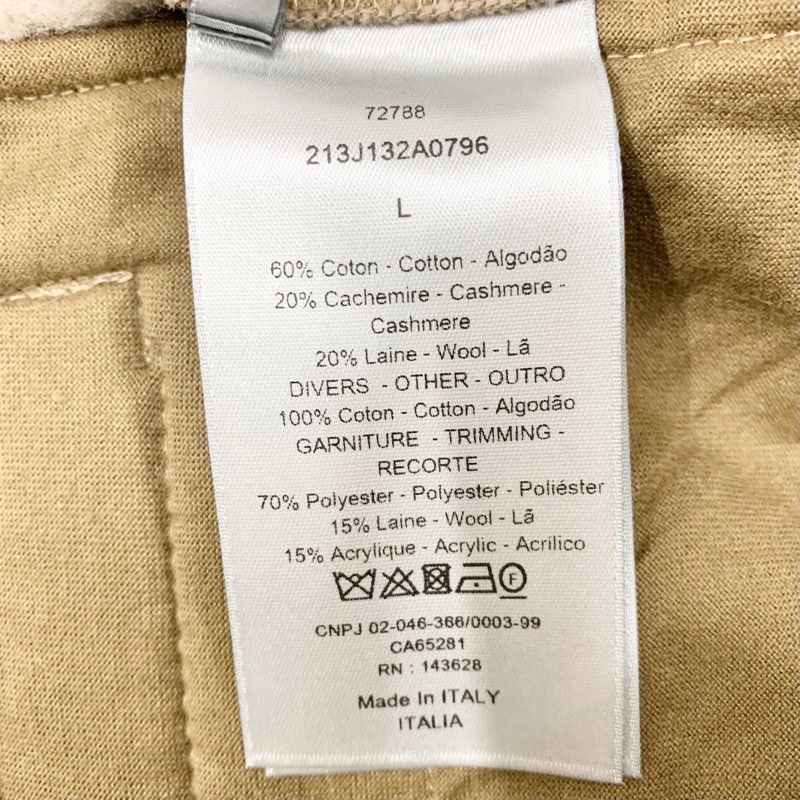 72788
213J132A0796
L
60% Coton - Cotton - Algodão
20% Cachemire - Cashmere -
Cashmere
20% Laine - Wool - Lã
DIVERS - OTHER - OUTRO
100% Coton - Cotton - Algodão
GARNITURE - TRIMMING -
RECORTE
70% Polyester - Polyester - Poliéster
15% Laine - Wool - Lã
15% Acrylique - Acrylic - Acrilico
F
CNPJ 02-046-366/0003-99
CA65281
RN : 143628
Made In ITALY
ITALIA